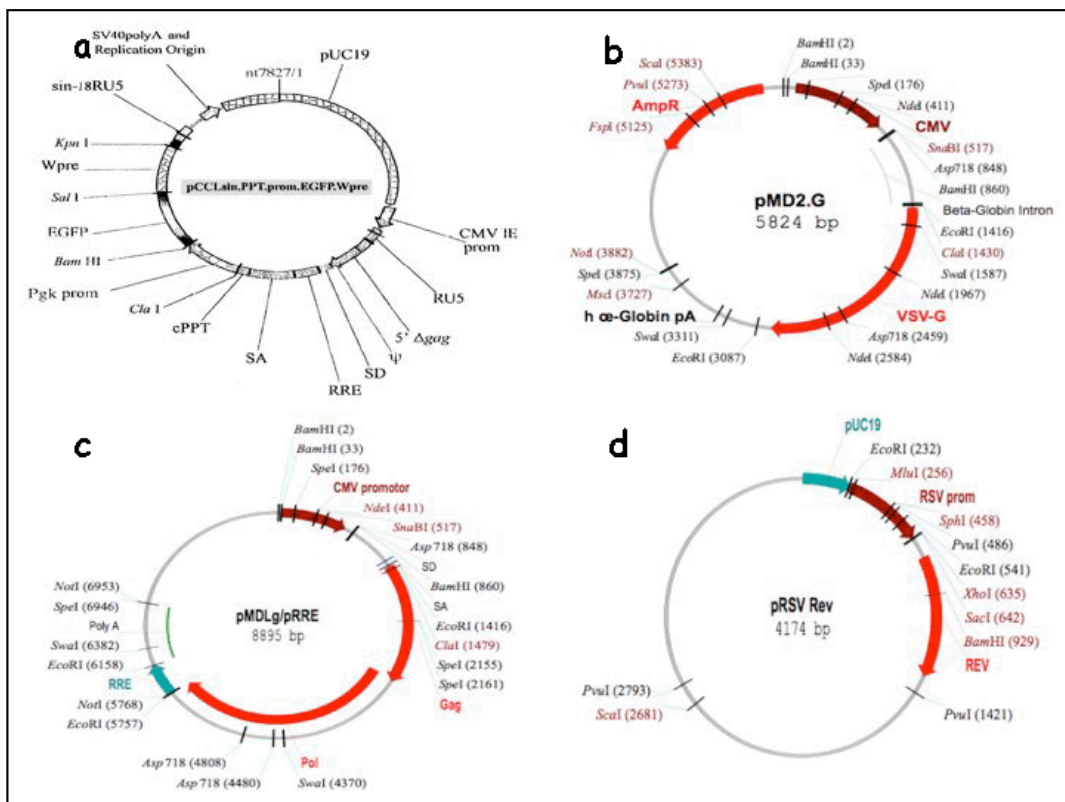 a
SV40polyA and
Replication Origin
pUC19
nt7827/1
sin-18RU5
Kpn I
Wpre
Sal I
EGFP
Bam HI
Pgk prom
Cla I
cPPT
SA
RRE
SD
Ψ
5' Δgag
RU5
CMV IE
prom
pCCLsin.PPT.prom.EGFP.Wpre
b
BamHI (2)
BamHI (33)
SpeI (176)
NdeI (411)
CMV
SnaBI (517)
Asp718 (848)
BamHI (860)
Beta-Globin Intron
EcoRI (1416)
ClaI (1430)
SwaI (1587)
NdeI (1967)
VSV-G
Asp718 (2459)
NdeI (2584)
EcoRI (3087)
SwaI (3311)
h œ-Globin pA
MscI (3727)
SpeI (3875)
NotI (3882)
FspI (5125)
AmpR
PvuI (5273)
ScaI (5383)
pMD2.G
5824 bp
c
BamHI (2)
BamHI (33)
SpeI (176)
CMV promotor
NdeI (411)
SnaBI (517)
Asp718 (848)
SD
BamHI (860)
SA
EcoRI (1416)
ClaI (1479)
SpeI (2155)
SpeI (2161)
Gag
Pol
SwaI (4370)
Asp718 (4480)
Asp718 (4808)
EcoRI (5757)
NotI (5768)
RRE
EcoRI (6158)
SwaI (6382)
Poly A
SpeI (6946)
NotI (6953)
pMDLg/pRRE
8895 bp
d
pUC19
EcoRI (232)
MluI (256)
RSV prom
SphI (458)
PvuI (486)
EcoRI (541)
XhoI (635)
SacI (642)
BamHI (929)
REV
PvuI (1421)
ScaI (2681)
PvuI (2793)
pRSV Rev
4174 bp